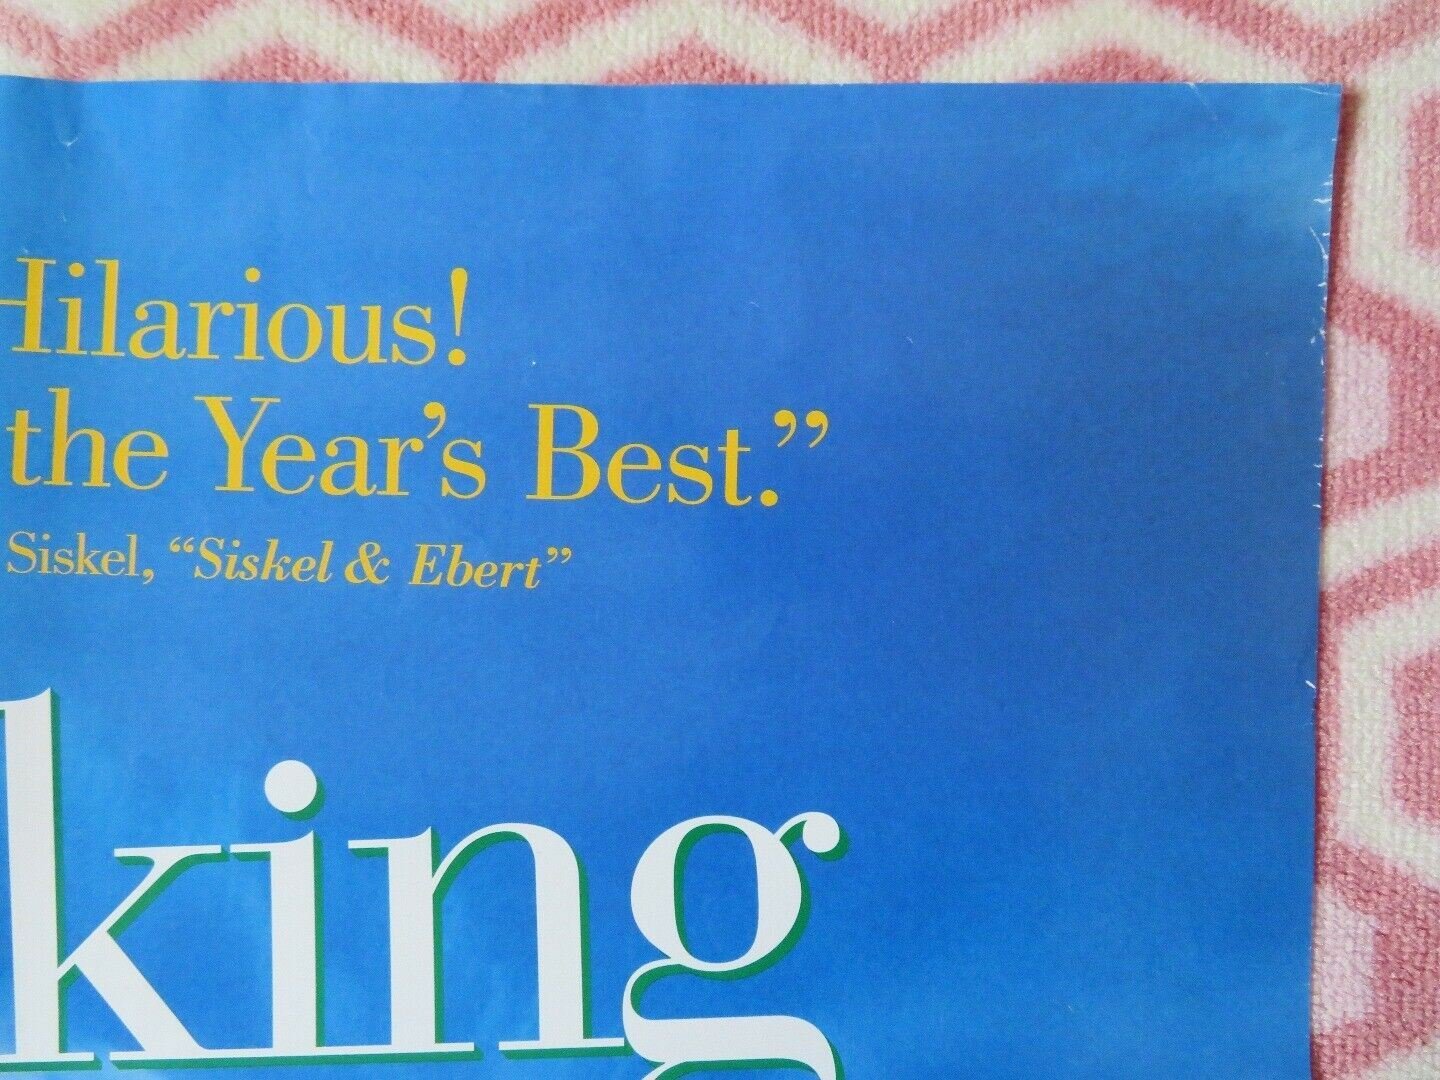 Hilarious!
the Year's Best."
Siskel, "Siskel & Ebert"
king